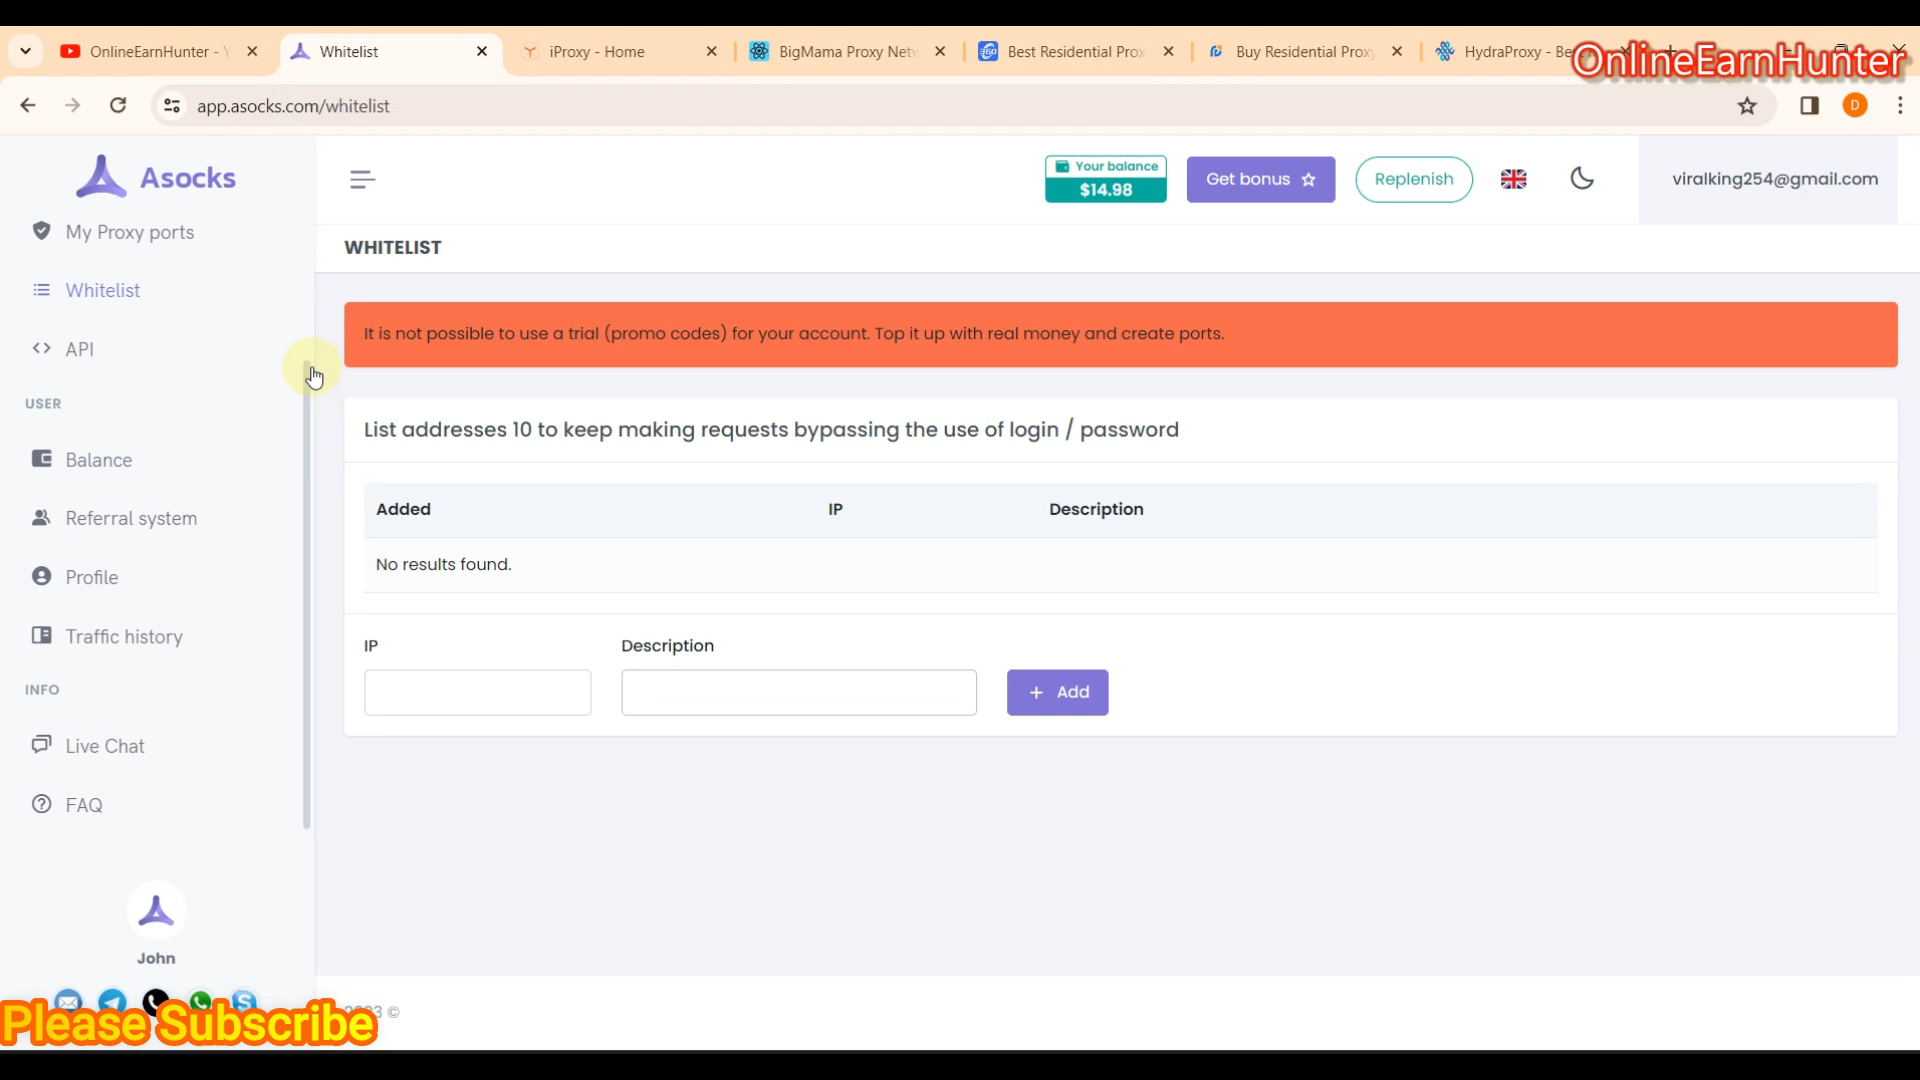 OnlineEarnHunter - Y
Whitelist
iProxy - Home
BigMama Proxy Netw
Best Residential Prox
Buy Residential Proxy
HydraProxy - Be
OnlineEarnHunter
app.asocks.com/whitelist
D
Asocks
Your balance
$14.98
Get bonus
Replenish
viralking254@gmail.com
My Proxy ports
Whitelist
API
USER
Balance
Referral system
Profile
Traffic history
INFO
Live Chat
FAQ
John
WHITELIST
It is not possible to use a trial (promo codes) for your account. Top it up with real money and create ports.
List addresses 10 to keep making requests bypassing the use of login / password
Added IP Description
No results found.
IP Description
+ Add
©
Please Subscribe